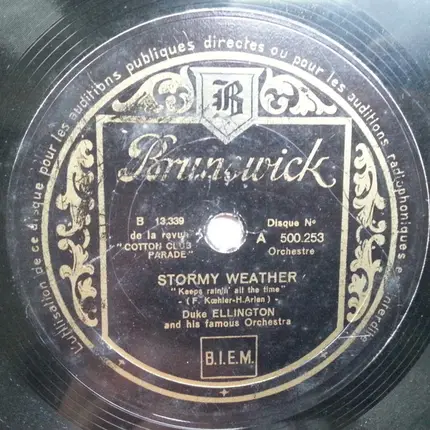 L'utilisation de ce disque pour les auditions publiques directes ou pour les auditions radiophoniques est interdite
B
Brunswick
B 13.339
de la revue
"COTTON CLUB
PARADE"
Disque No
A 500.253
Orchestre
STORMY WEATHER
"Keeps rainin' all the time"
(F. Kœhler-H. Arlen)
Duke ELLINGTON
and his famous Orchestra
B.I.E.M.